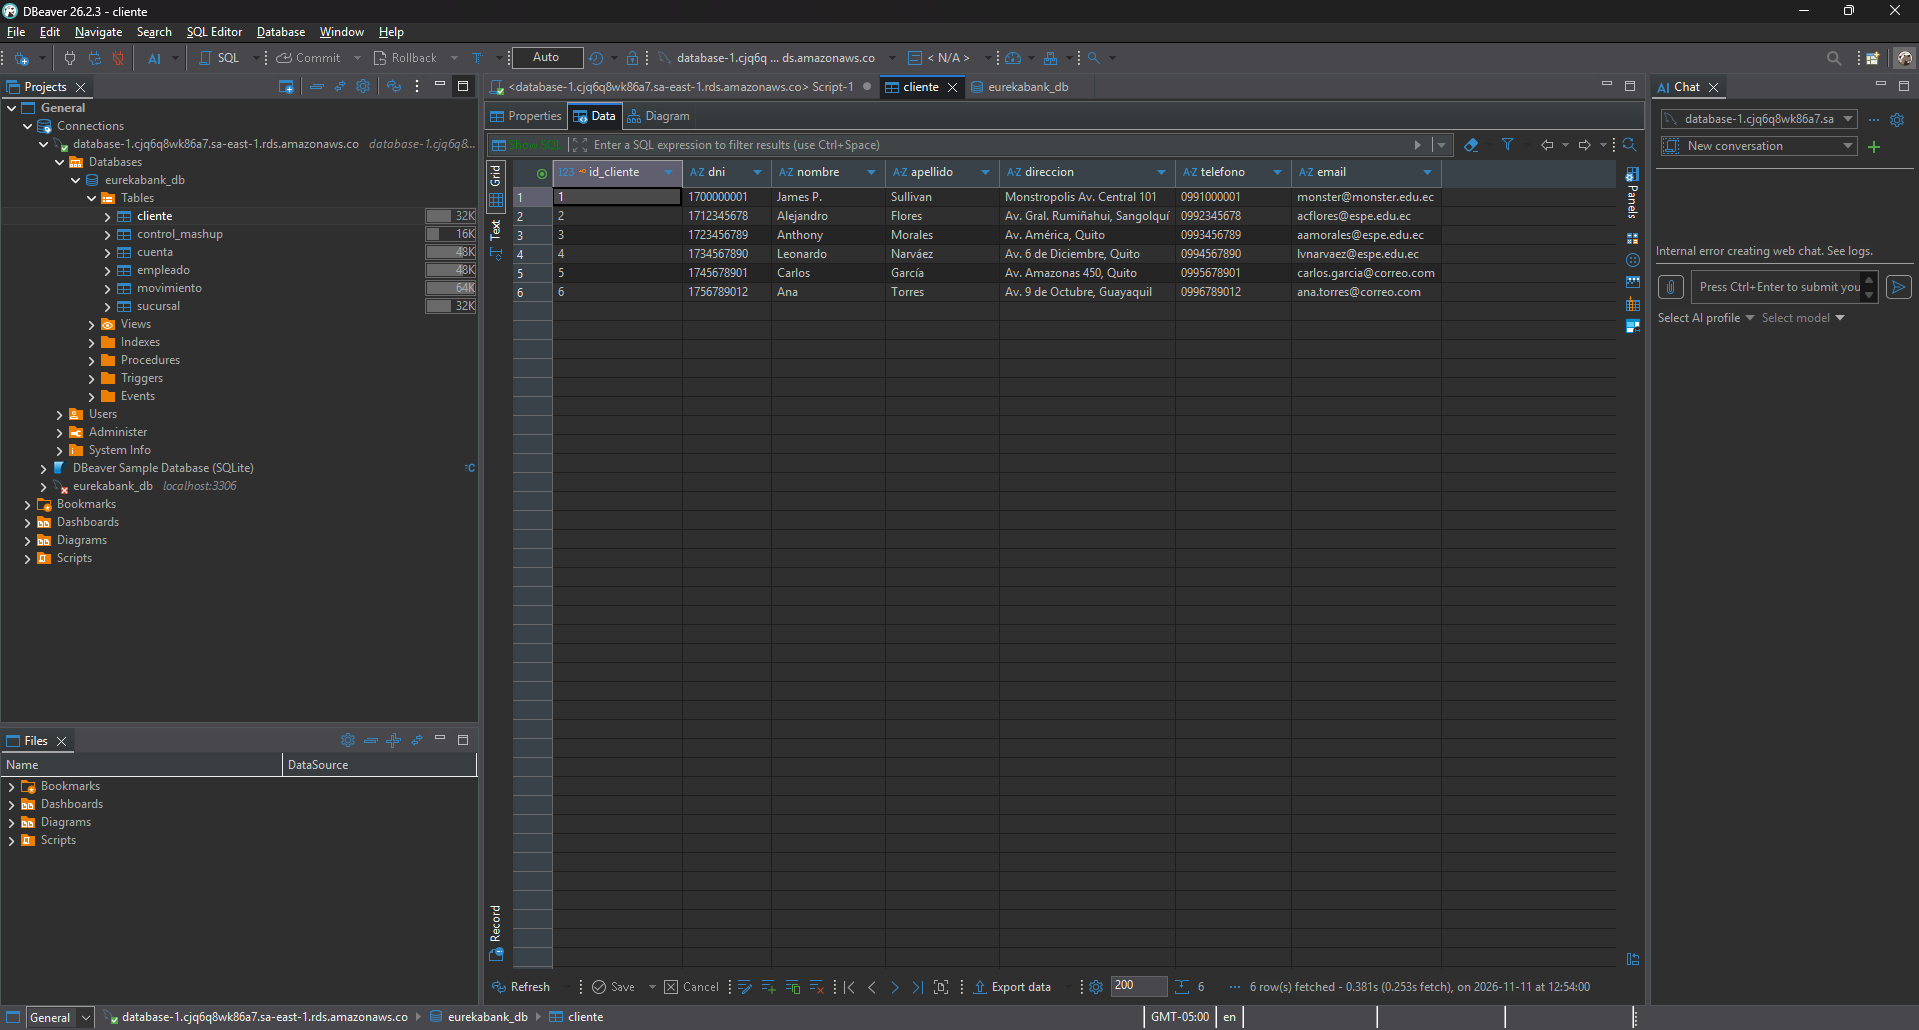 DBeaver 26.2.3 - cliente
File Edit Navigate Search SQL Editor Database Window Help
AI SQL Commit Rollback T Auto database-1.cjq6q ... ds.amazonaws.co < N/A >
Projects
General
Connections
database-1.cjq6q8wk86a7.sa-east-1.rds.amazonaws.co database-1.cjq6q8...
Databases
eurekabank_db
Tables
cliente 32K
control_mashup 16K
cuenta 48K
empleado 48K
movimiento 64K
sucursal 32K
Views
Indexes
Procedures
Triggers
Events
Users
Administer
System Info
DBeaver Sample Database (SQLite)
eurekabank_db localhost:3306
Bookmarks
Dashboards
Diagrams
Scripts
Files
Name DataSource
Bookmarks
Dashboards
Diagrams
Scripts
<database-1.cjq6q8wk86a7.sa-east-1.rds.amazonaws.co> Script-1 cliente eurekabank_db
Properties Data Diagram
Show SQL Enter a SQL expression to filter results (use Ctrl+Space)
Grid
Text
Record
123 id_cliente A-Z dni A-Z nombre A-Z apellido A-Z direccion A-Z telefono A-Z email
1 1 1700000001 James P. Sullivan Monstropolis Av. Central 101 0991000001 monster@monster.edu.ec
2 2 1712345678 Alejandro Flores Av. Gral. Rumiñahui, Sangolquí 0992345678 acflores@espe.edu.ec
3 3 1723456789 Anthony Morales Av. América, Quito 0993456789 aamorales@espe.edu.ec
4 4 1734567890 Leonardo Narváez Av. 6 de Diciembre, Quito 0994567890 lvnarvaez@espe.edu.ec
5 5 1745678901 Carlos García Av. Amazonas 450, Quito 0995678901 carlos.garcia@correo.com
6 6 1756789012 Ana Torres Av. 9 de Octubre, Guayaquil 0996789012 ana.torres@correo.com
Panels
Refresh Save Cancel Export data 200 6 ... 6 row(s) fetched - 0.381s (0.253s fetch), on 2026-11-11 at 12:54:00
AI Chat
database-1.cjq6q8wk86a7.sa ...
New conversation
Internal error creating web chat. See logs.
Press Ctrl+Enter to submit you
Select AI profile Select model
General database-1.cjq6q8wk86a7.sa-east-1.rds.amazonaws.co eurekabank_db cliente
GMT-05:00 en